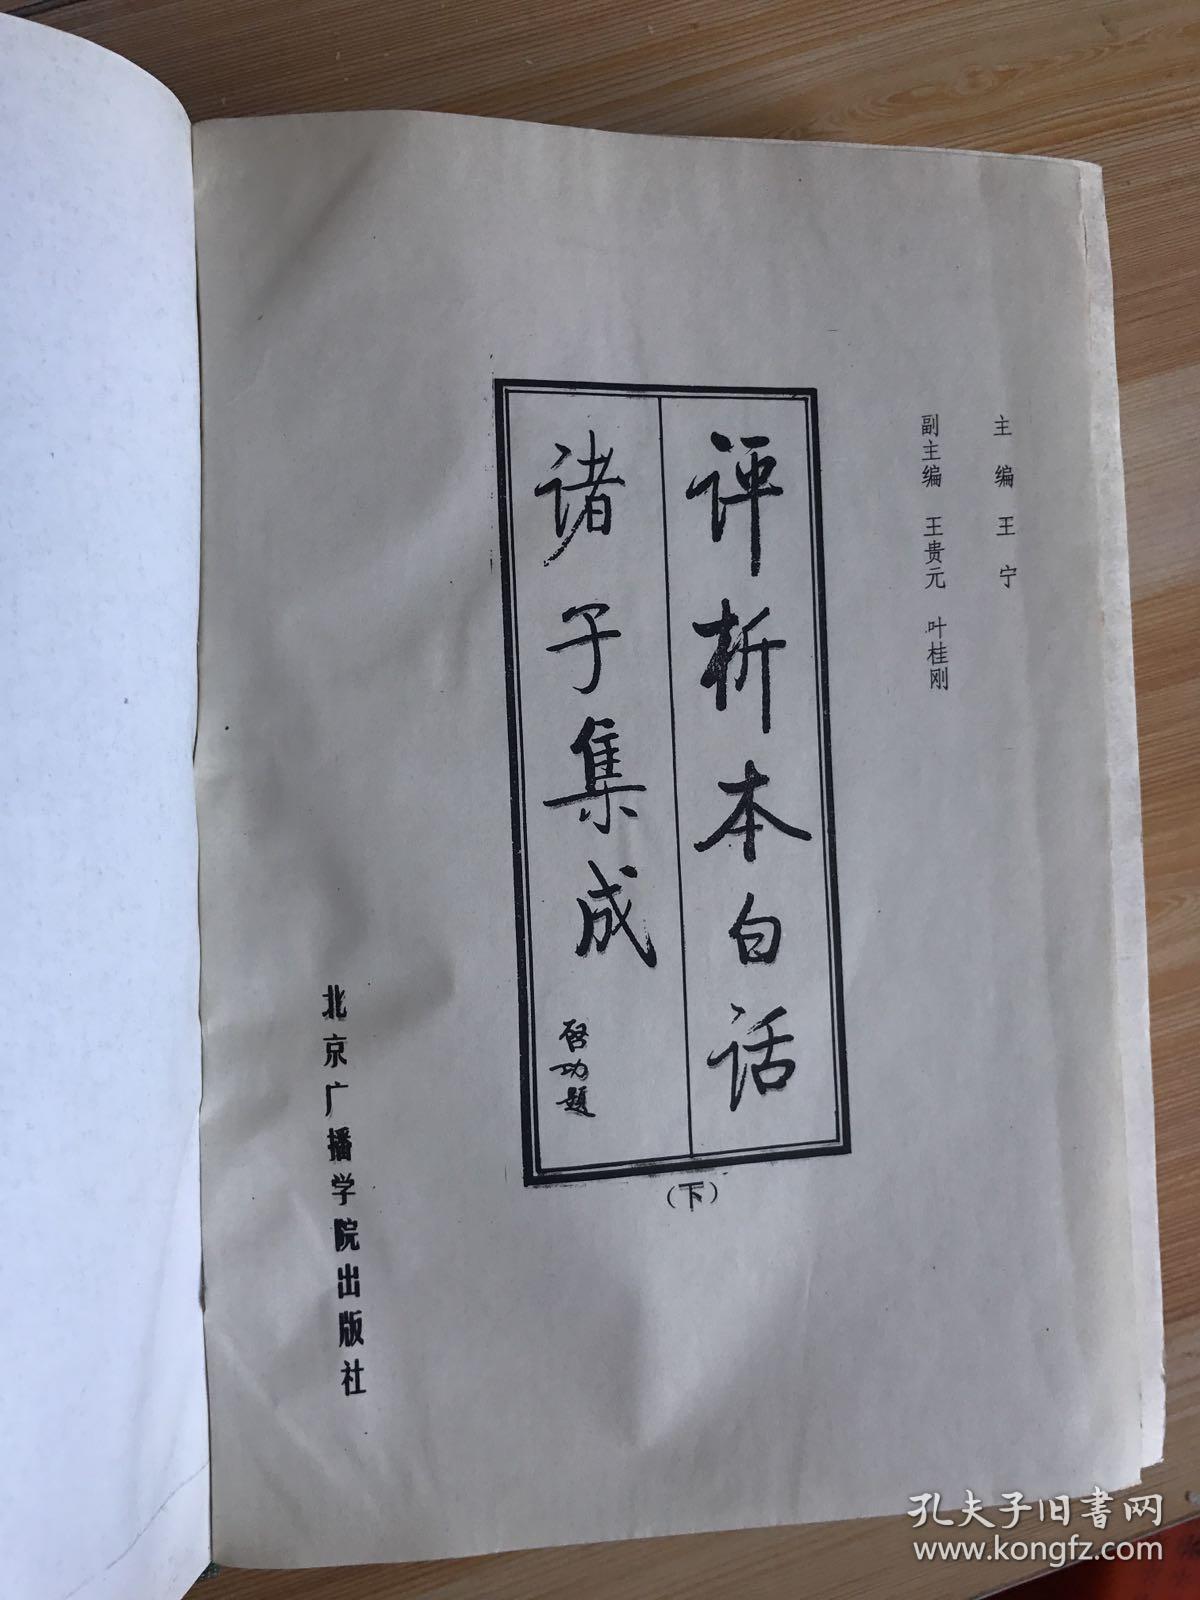 主编 王宁
副主编 王贵元 叶桂刚
评析本白话
诸子集成
启功题
（下）
北京广播学院出版社
孔夫子旧书网
www.kongfz.com